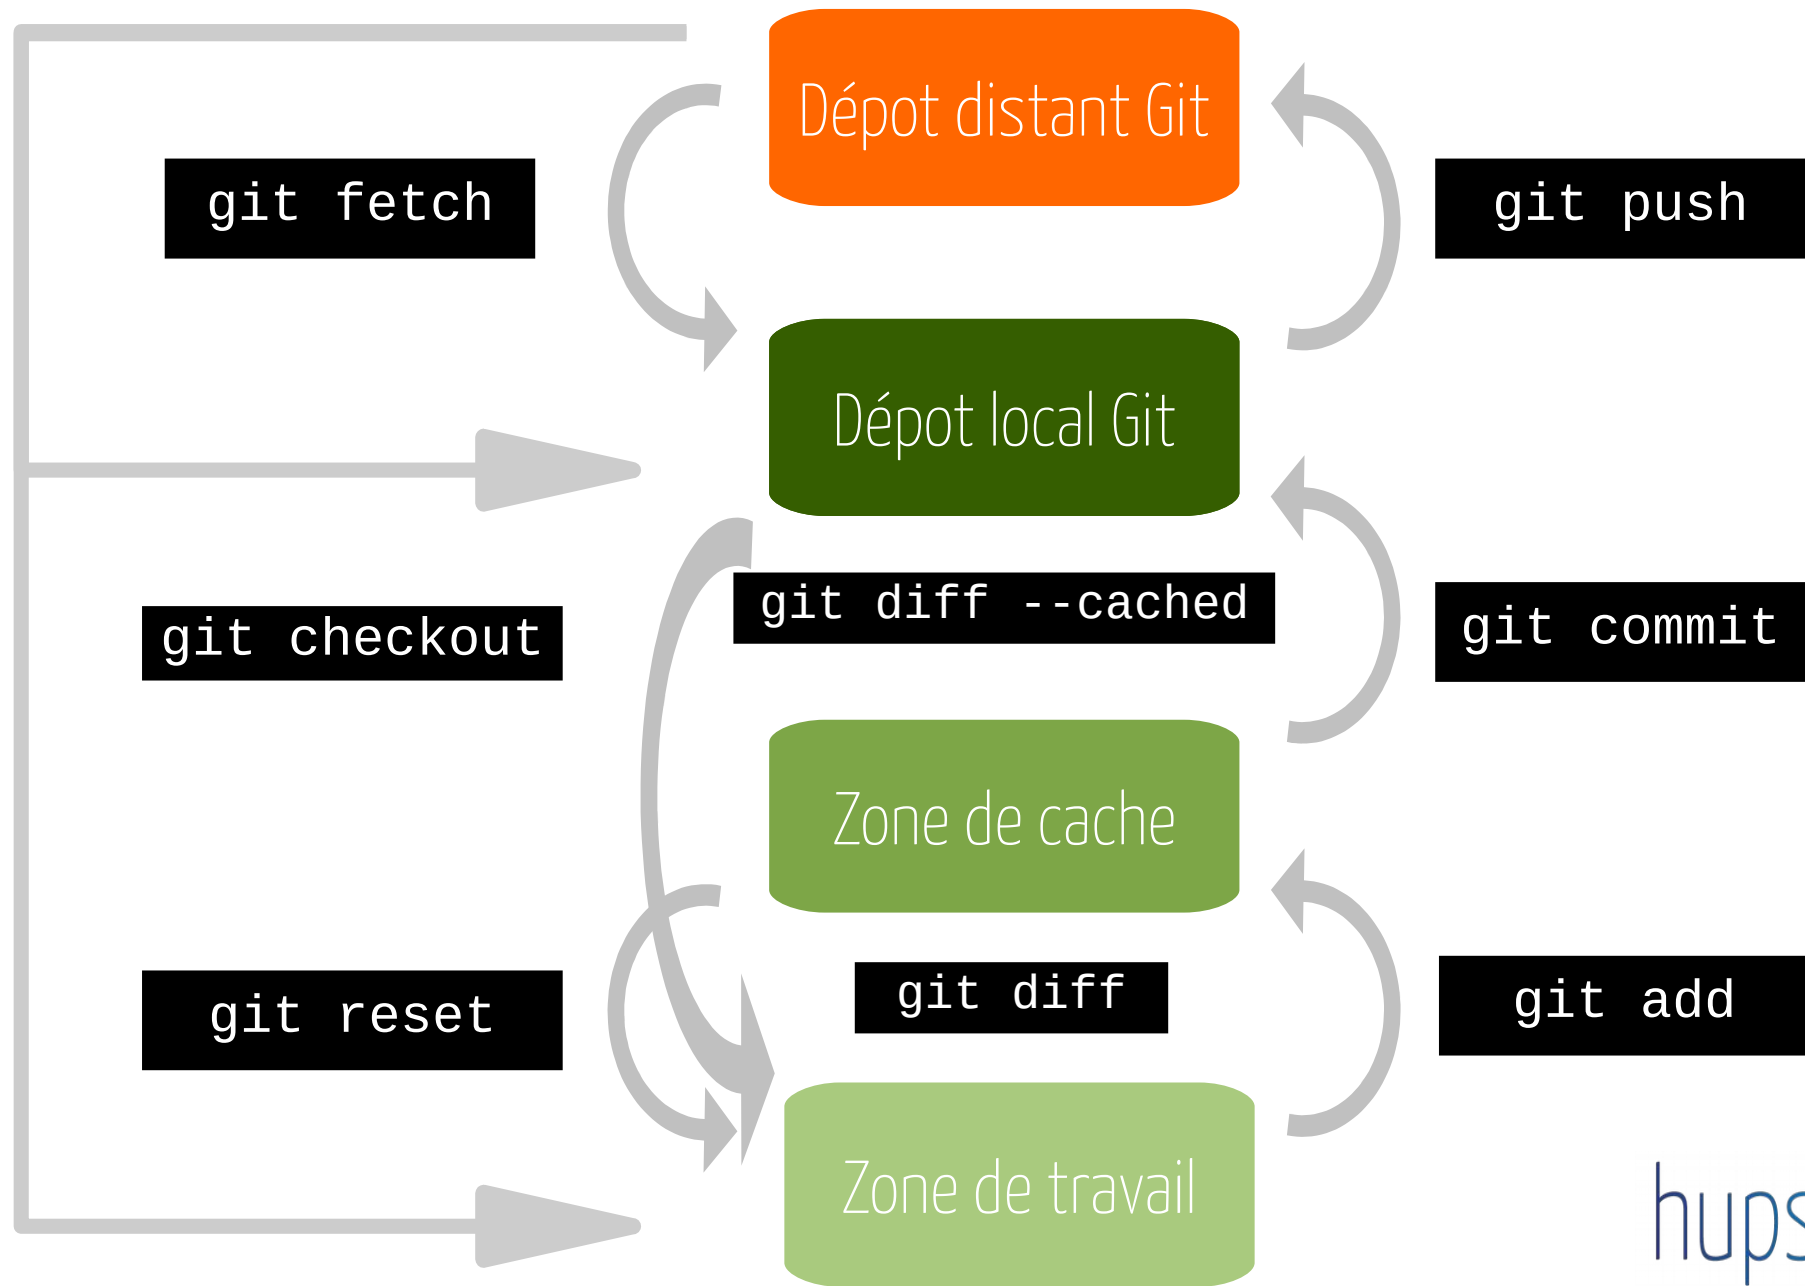 Dépot distant Git
git fetch
git push
Dépot local Git
git diff --cached
git checkout
git commit
Zone de cache
git diff
git reset
git add
Zone de travail
hups